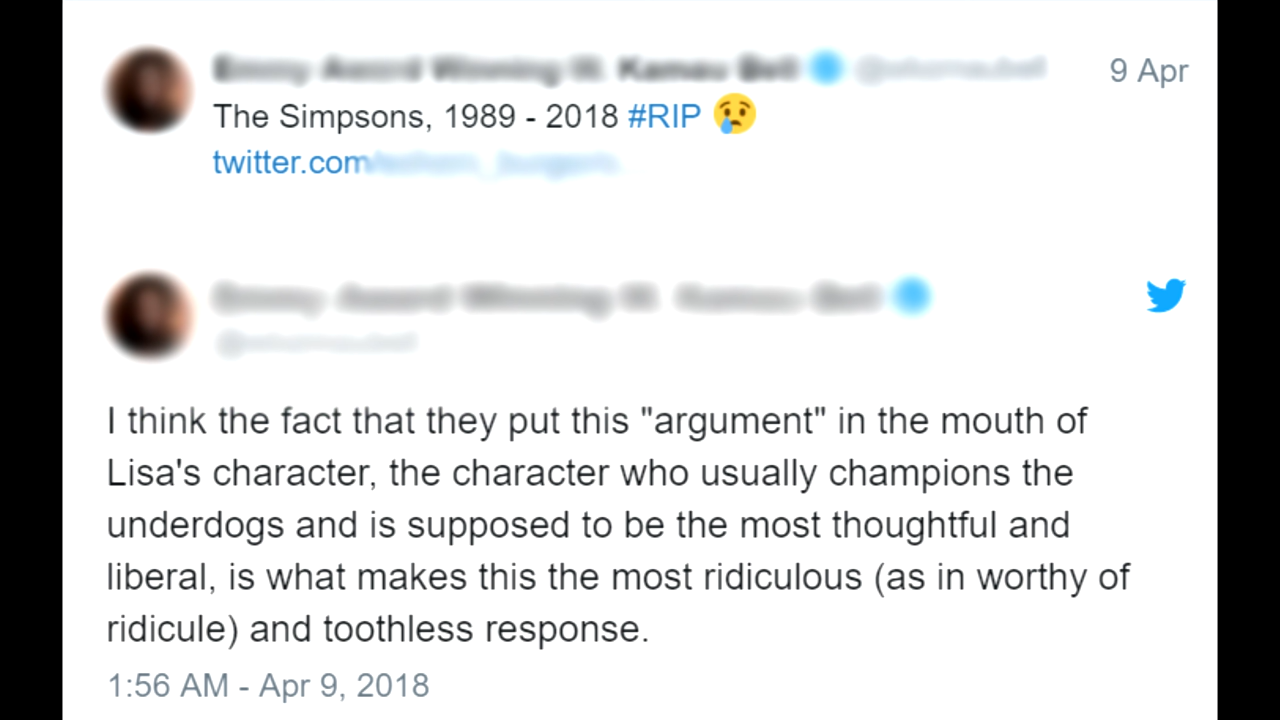 9 Apr
The Simpsons, 1989 - 2018 #RIP 😢
twitter.com
I think the fact that they put this "argument" in the mouth of
Lisa's character, the character who usually champions the
underdogs and is supposed to be the most thoughtful and
liberal, is what makes this the most ridiculous (as in worthy of
ridicule) and toothless response.
1:56 AM - Apr 9, 2018